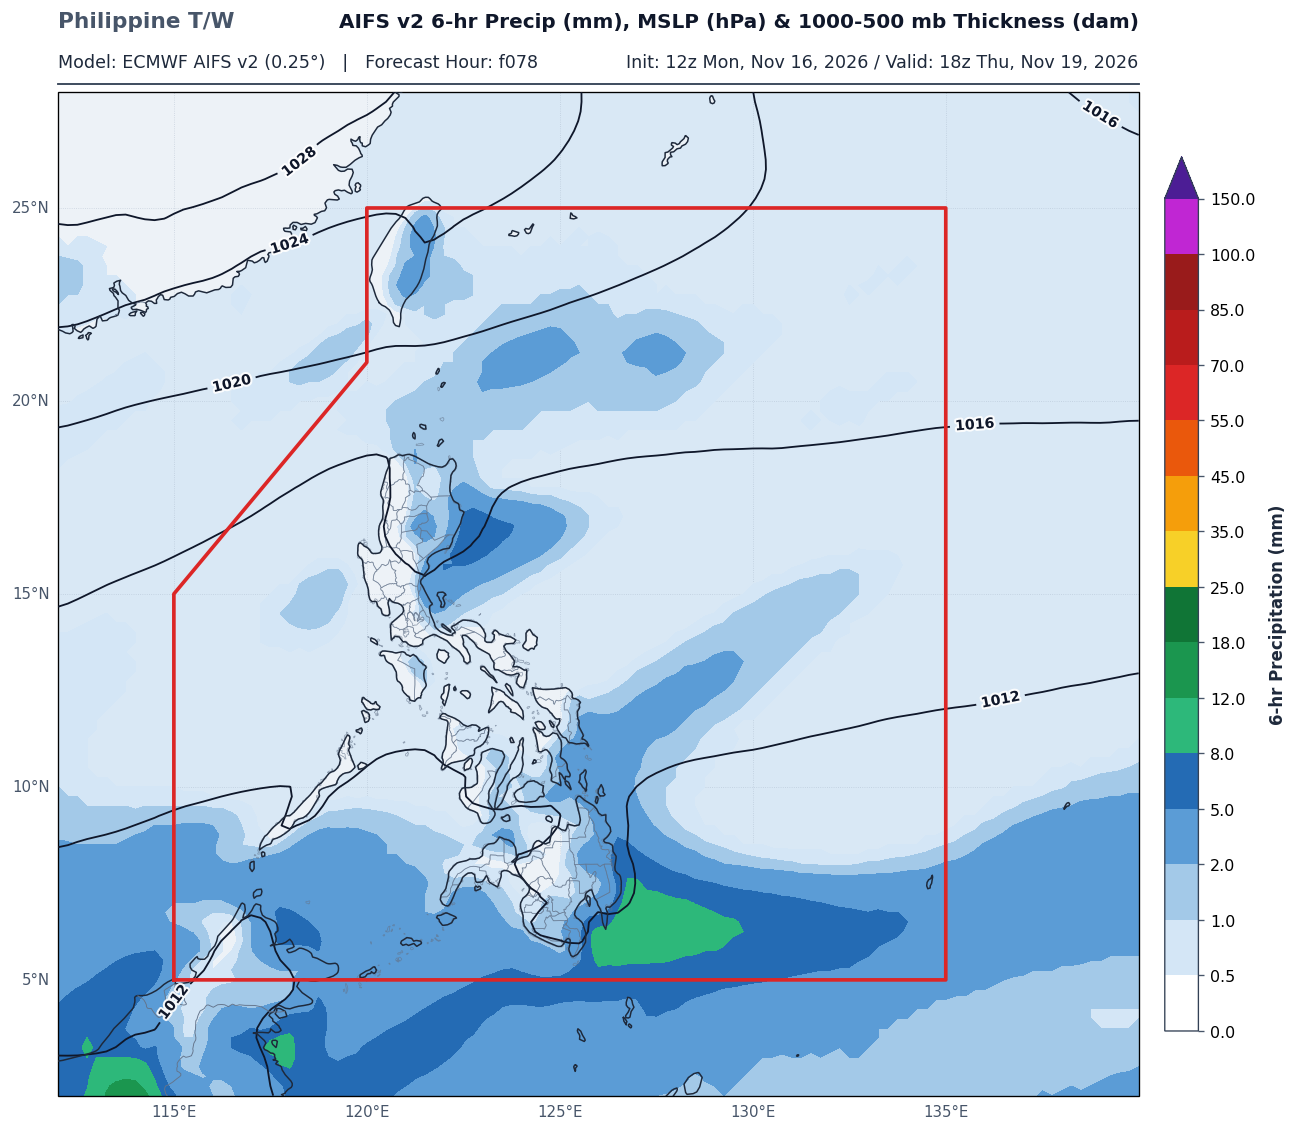 Philippine T/W
AIFS v2 6-hr Precip (mm), MSLP (hPa) & 1000-500 mb Thickness (dam)
Model: ECMWF AIFS v2 (0.25°)   |   Forecast Hour: f078
Init: 12z Mon, Nov 16, 2026 / Valid: 18z Thu, Nov 19, 2026
1016
1028
1024
1020
1016
1012
1012
25°N
20°N
15°N
10°N
5°N
115°E
120°E
125°E
130°E
135°E
150.0
100.0
85.0
70.0
55.0
45.0
35.0
25.0
18.0
12.0
8.0
5.0
2.0
1.0
0.5
0.0
6-hr Precipitation (mm)